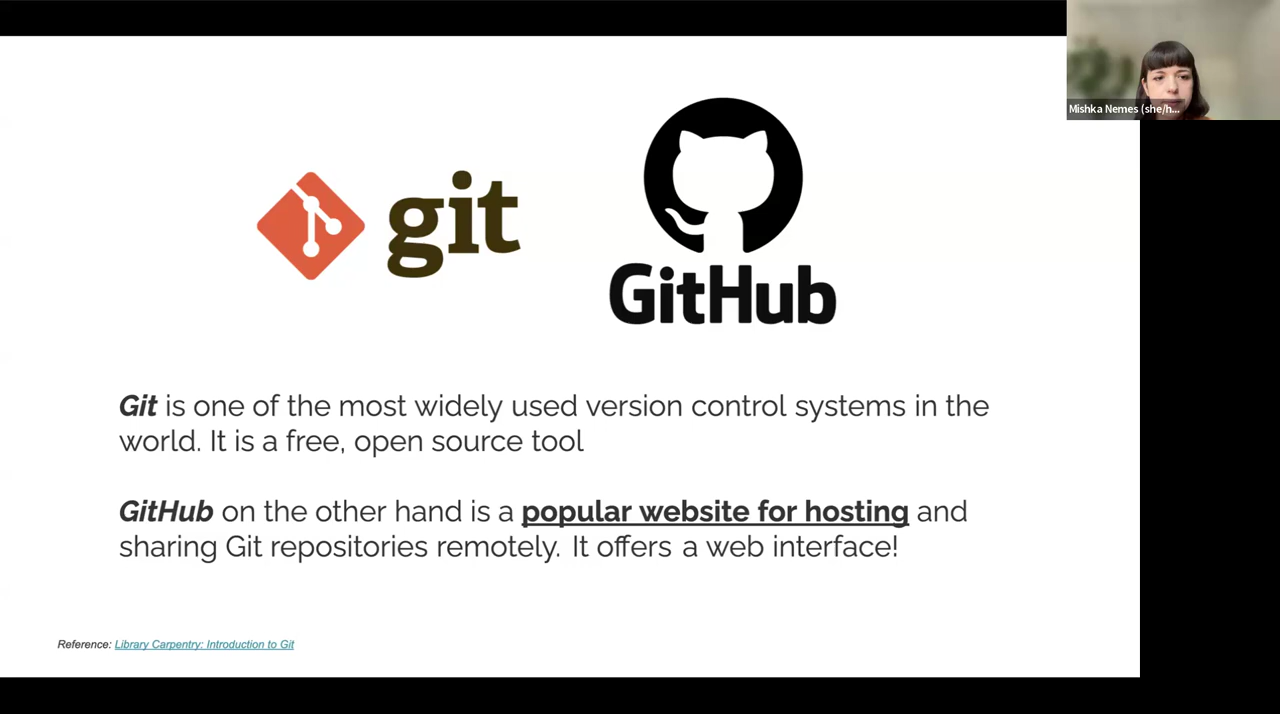 Mishka Nemes (she/h...
git
GitHub
Git is one of the most widely used version control systems in the
world. It is a free, open source tool
GitHub on the other hand is a popular website for hosting and
sharing Git repositories remotely. It offers a web interface!
Reference: Library Carpentry: Introduction to Git